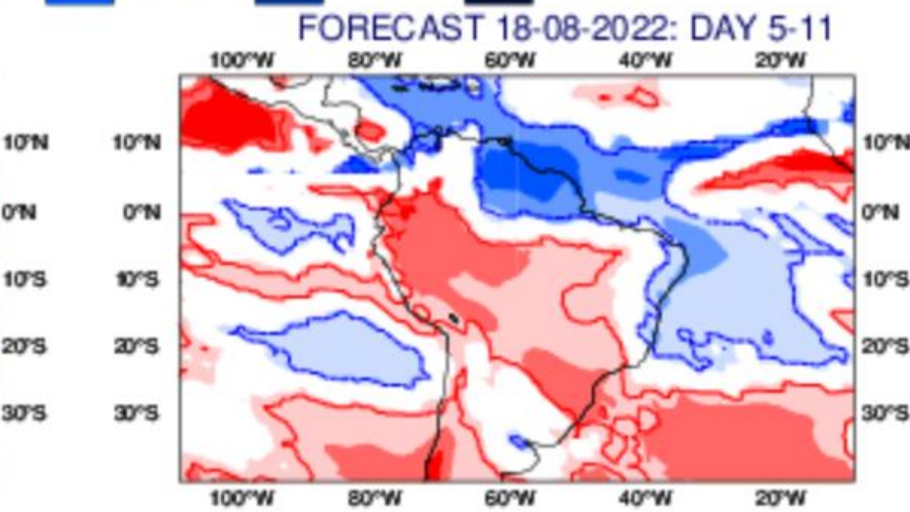 FORECAST 18-08-2022: DAY 5-11
100°W 80°W 60°W 40°W 20°W
10°N 10°N 10°N
0°N 0°N 0°N
10°S 10°S 10°S
20°S 20°S 20°S
30°S 30°S 30°S
100°W 80°W 60°W 40°W 20°W